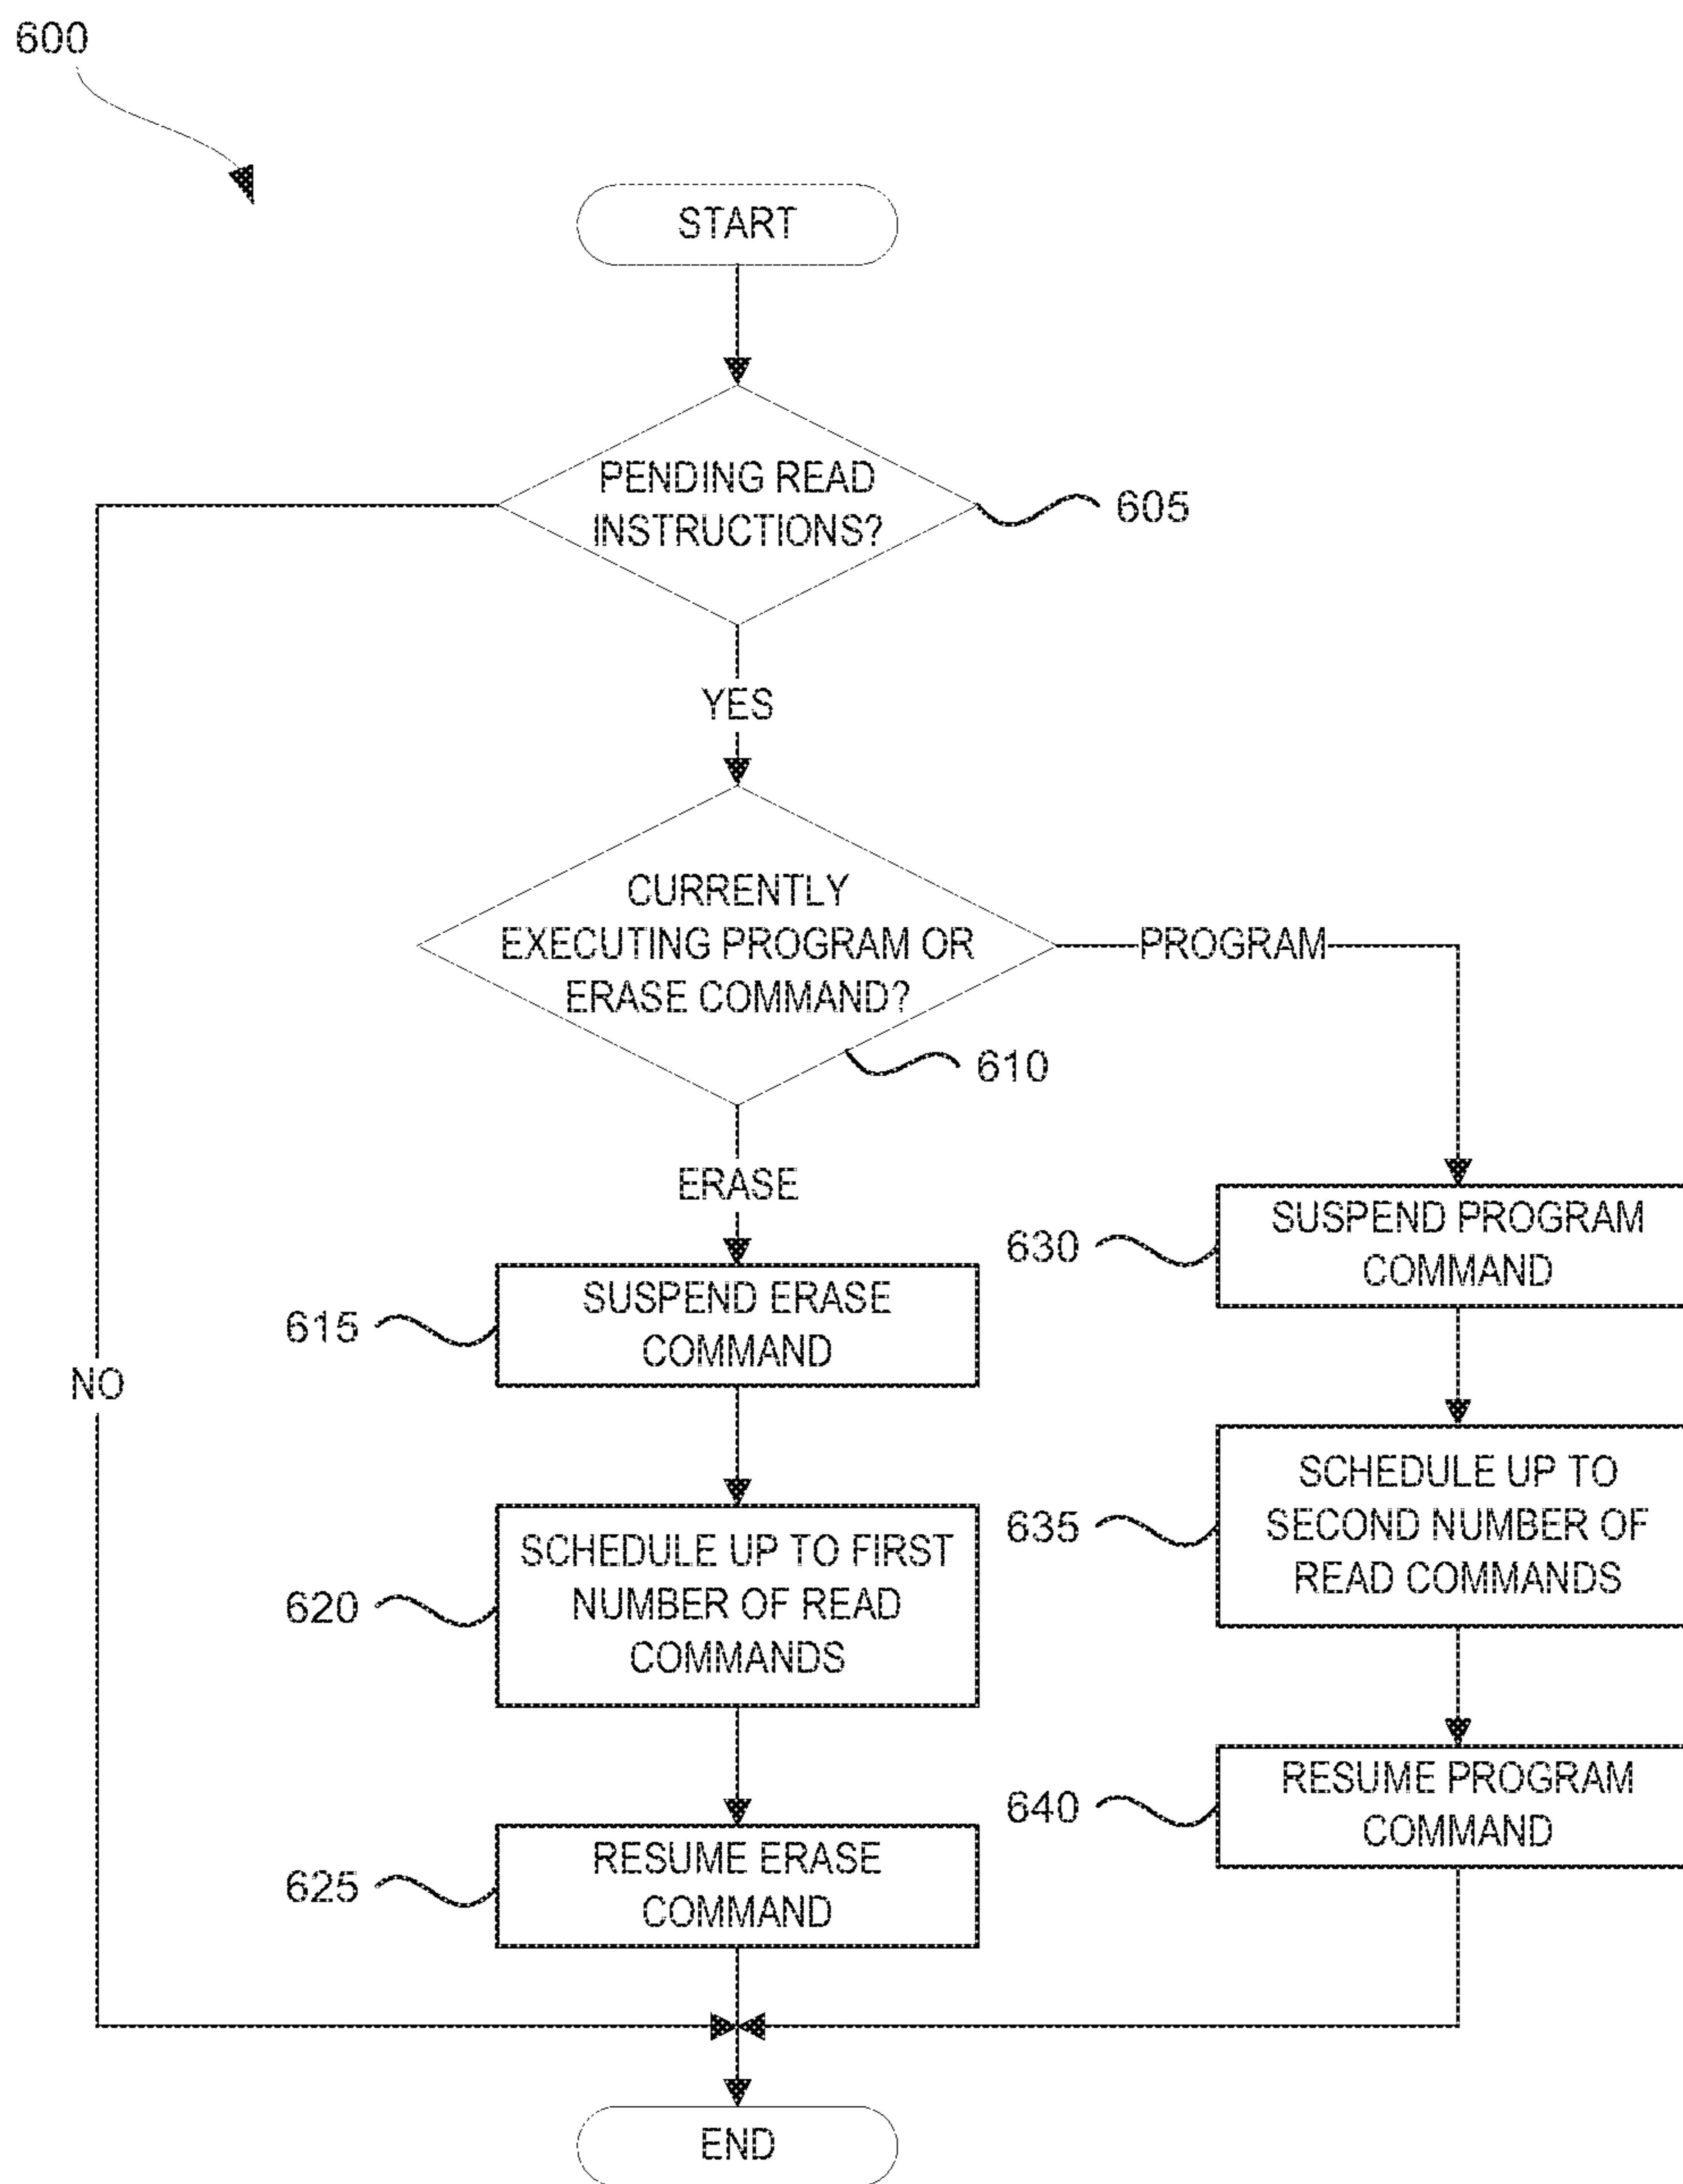 600
START
PENDING READ
INSTRUCTIONS?
605
YES
CURRENTLY
EXECUTING PROGRAM OR
ERASE COMMAND?
PROGRAM
610
ERASE
SUSPEND PROGRAM
COMMAND
630
SUSPEND ERASE
COMMAND
615
NO
SCHEDULE UP TO
SECOND NUMBER OF
READ COMMANDS
635
SCHEDULE UP TO FIRST
NUMBER OF READ
COMMANDS
620
RESUME PROGRAM
COMMAND
640
RESUME ERASE
COMMAND
625
END